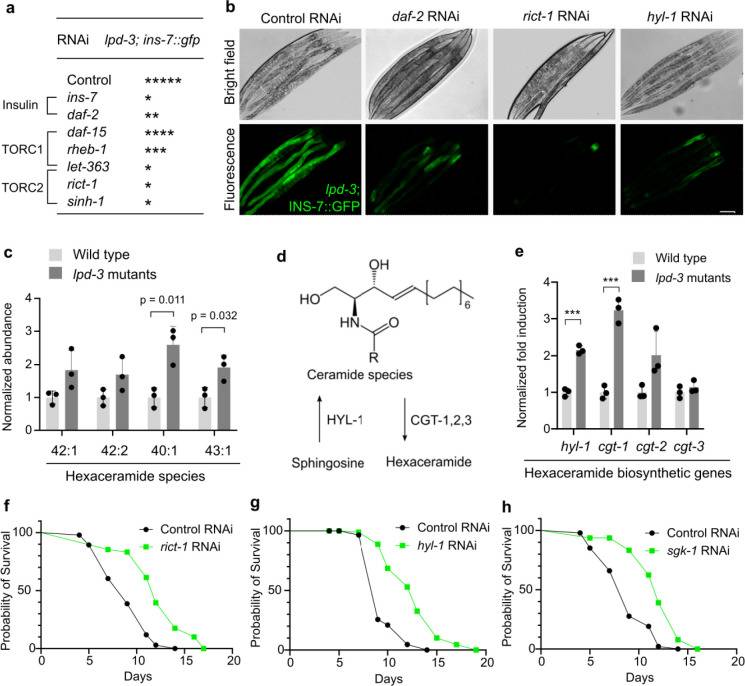 a
RNAi lpd-3; ins-7::gfp
Control *****
Insulin
ins-7 *
daf-2 **
TORC1
daf-15 ****
rheb-1 ***
let-363 *
TORC2
rict-1 *
sinh-1 *
b
Control RNAi daf-2 RNAi rict-1 RNAi hyl-1 RNAi
Bright field
Fluorescence
lpd-3;
INS-7::GFP
c
Wild type
lpd-3 mutants
p = 0.011
p = 0.032
Normalized abundance
4
3
2
1
0
42:1 42:2 40:1 43:1
Hexaceramide species
d
OH
HO
6
HN
O
R
Ceramide species
HYL-1 CGT-1,2,3
Sphingosine Hexaceramide
e
Wild type
lpd-3 mutants
***
***
Normalized fold induction
4
3
2
1
0
hyl-1 cgt-1 cgt-2 cgt-3
Hexaceramide biosynthetic genes
f
Control RNAi
rict-1 RNAi
Probability of Survival
100
50
0
0 5 10 15 20
Days
g
Control RNAi
hyl-1 RNAi
Probability of Survival
100
50
0
0 5 10 15 20
Days
h
Control RNAi
sgk-1 RNAi
Probability of Survival
100
50
0
0 5 10 15 20
Days